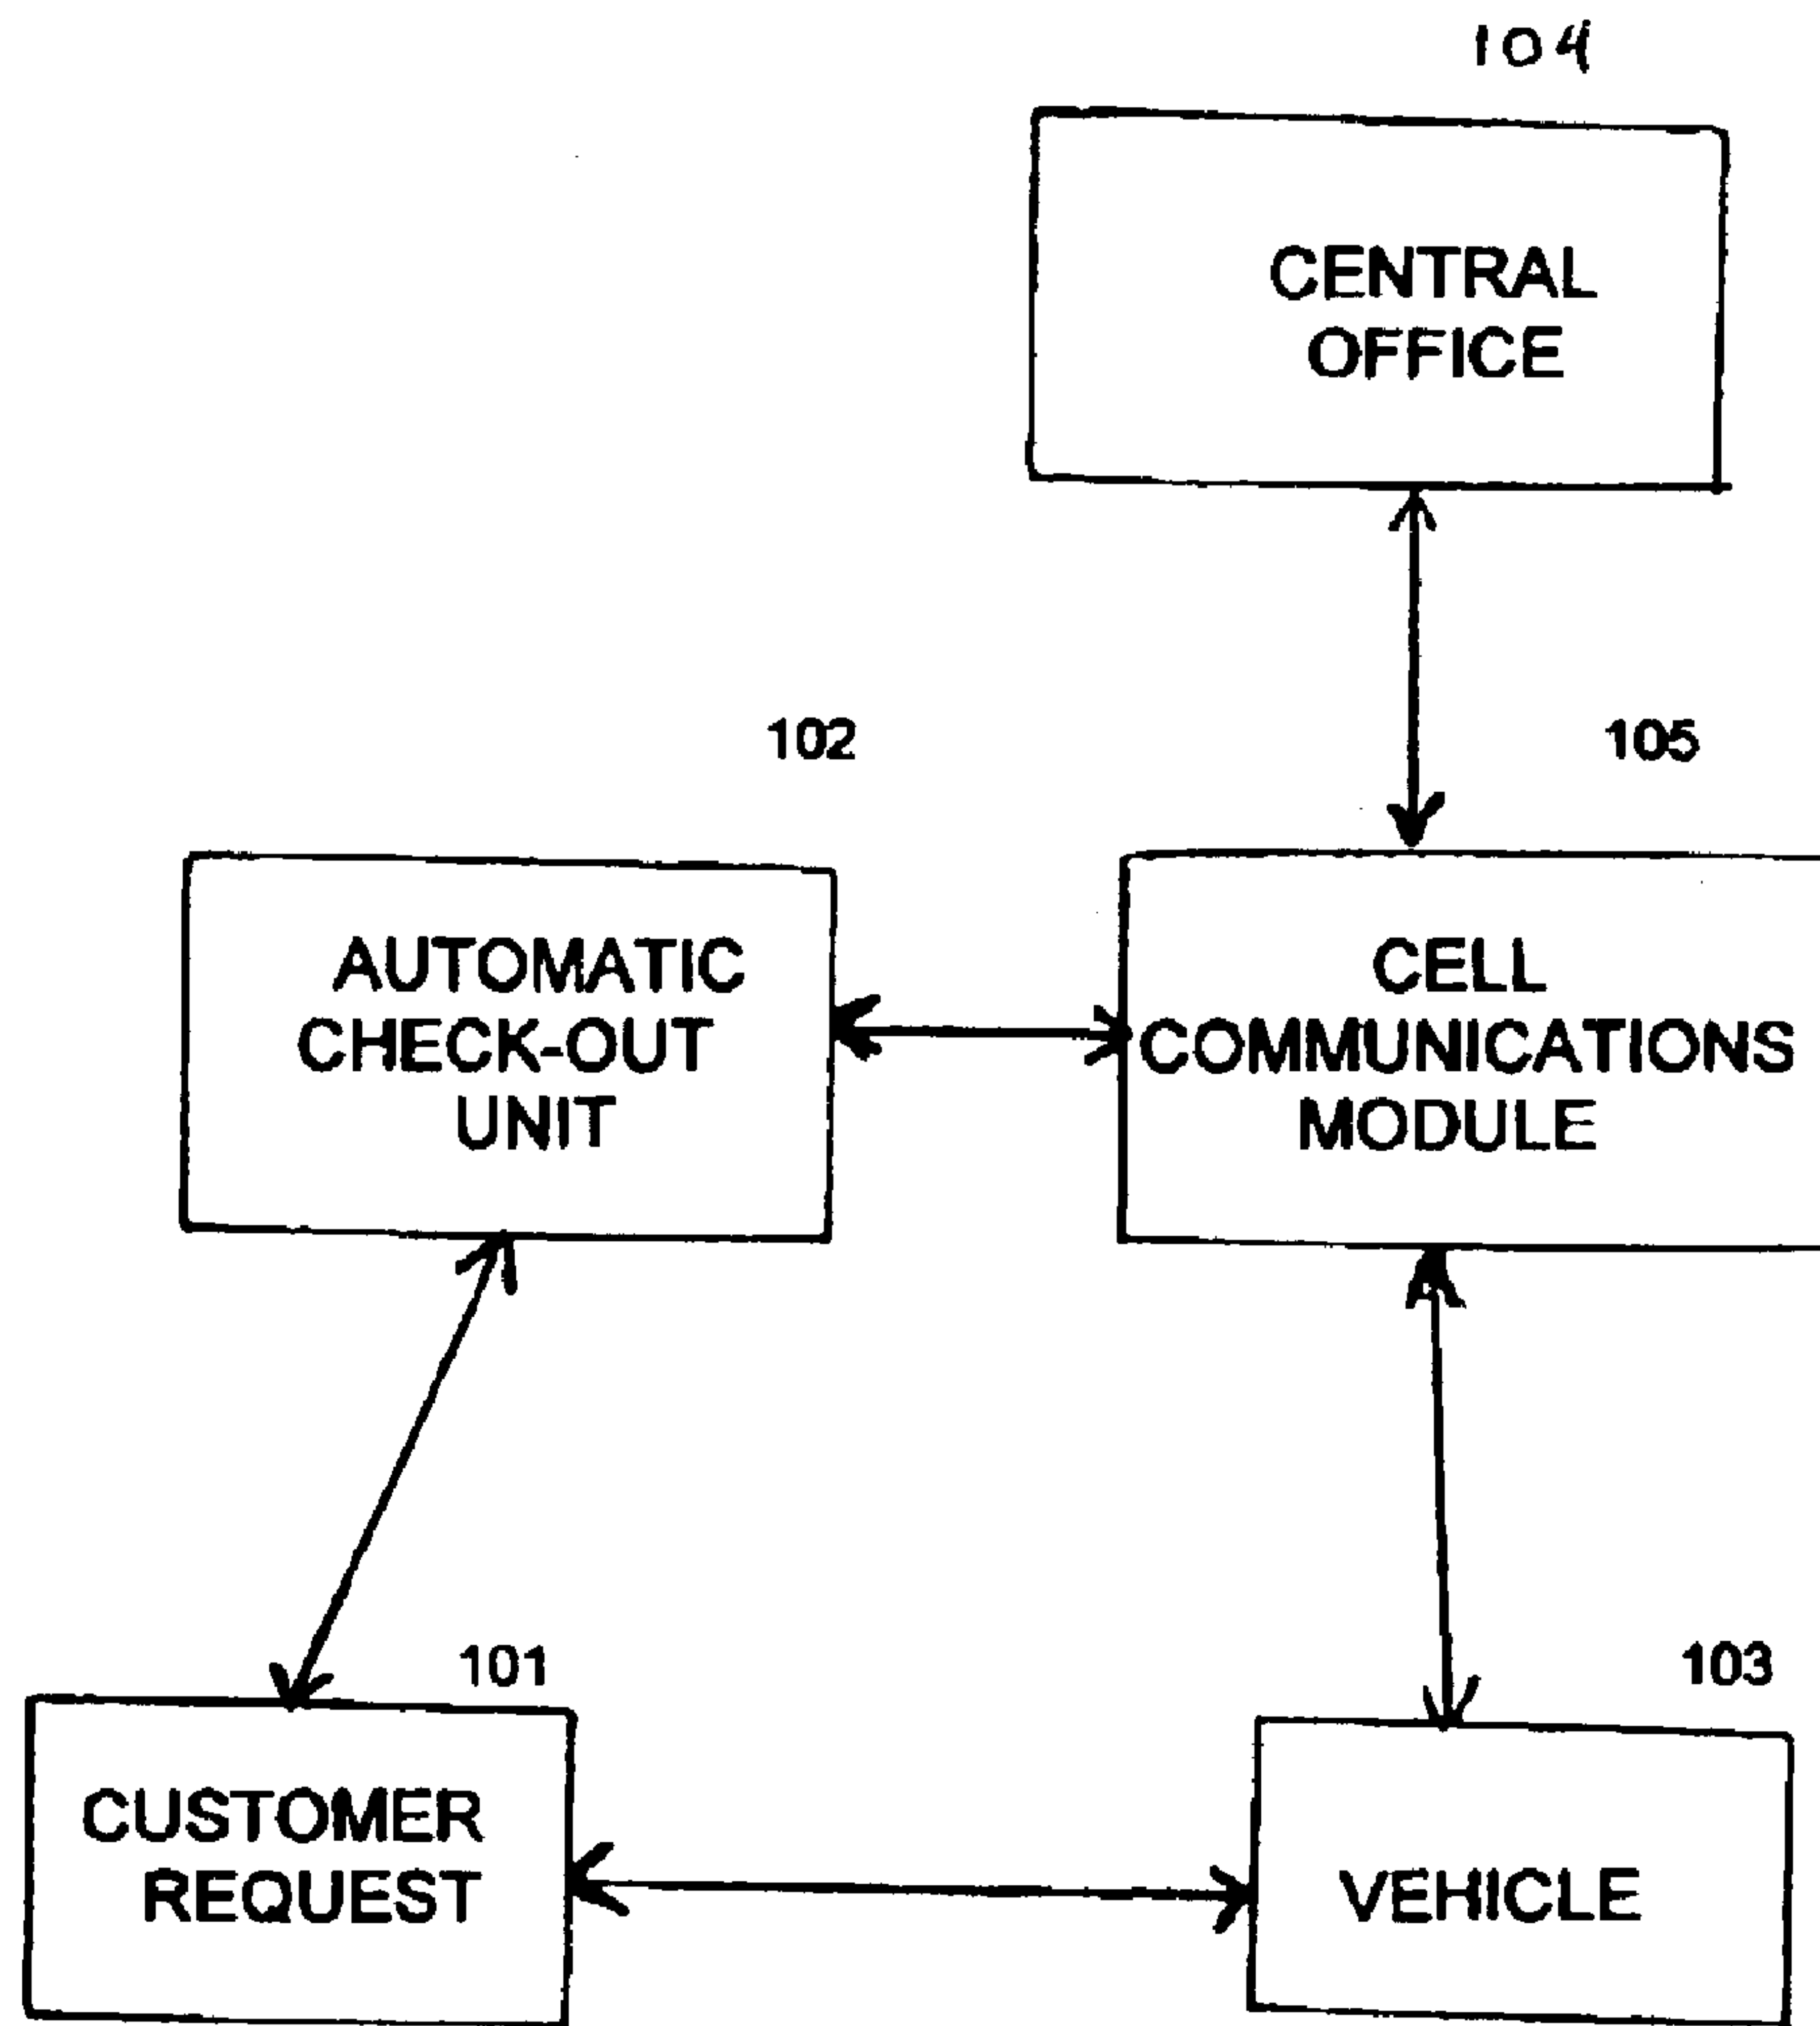 104
CENTRAL
OFFICE
102
105
AUTOMATIC
CHECK-OUT
UNIT
CELL
COMMUNICATIONS
MODULE
101
103
CUSTOMER
REQUEST
VEHICLE